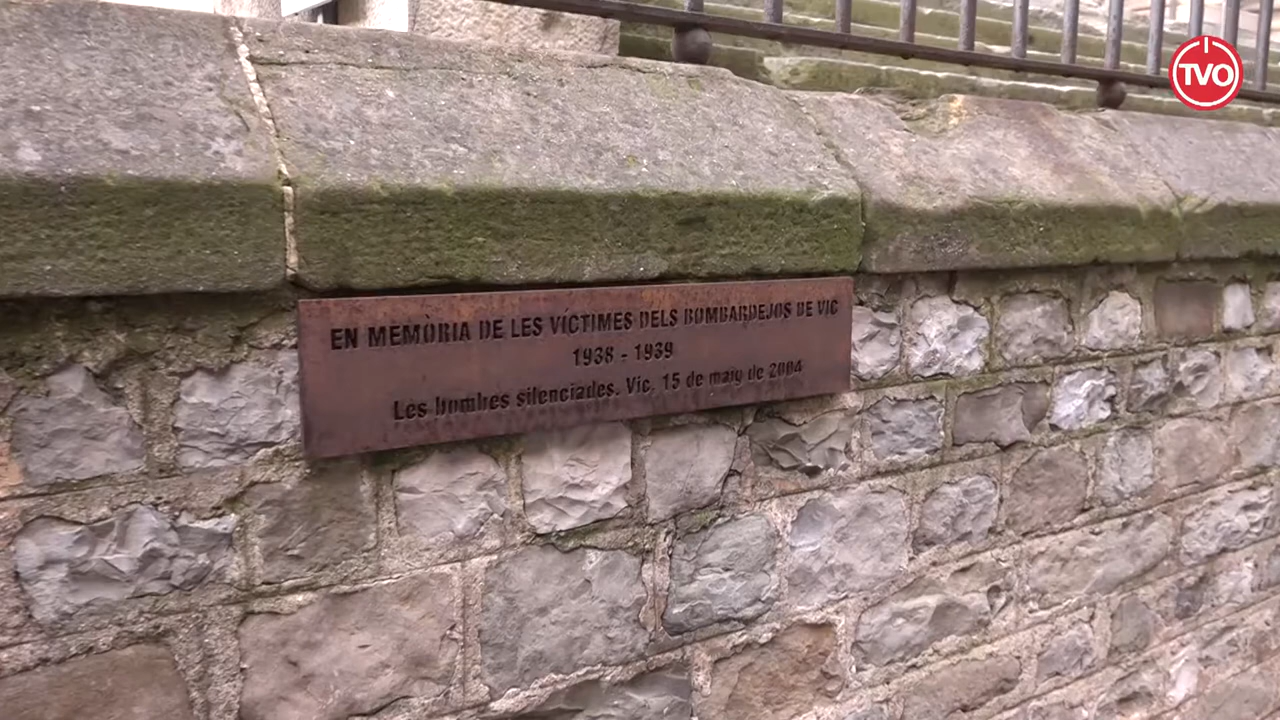 TVO
EN MEMÒRIA DE LES VÍCTIMES DELS BOMBARDEJOS DE VIC
1938 - 1939
Les bombes silenciades. Vic, 15 de maig de 2004